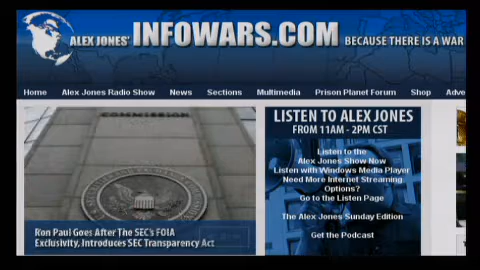 ALEX JONES' INFOWARS.COM BECAUSE THERE IS A WAR
Home Alex Jones Radio Show News Sections Multimedia Prison Planet Forum Shop Adve
COMMISSION
LISTEN TO ALEX JONES
FROM 11AM - 2PM CST
Listen to the
Alex Jones Show Now
Listen with Windows Media Player
Need More Internet Streaming
Options?
Go to the Listen Page
The Alex Jones Sunday Edition
Get the Podcast
Ron Paul Goes After The SEC's FOIA
Exclusivity, Introduces SEC Transparency Act